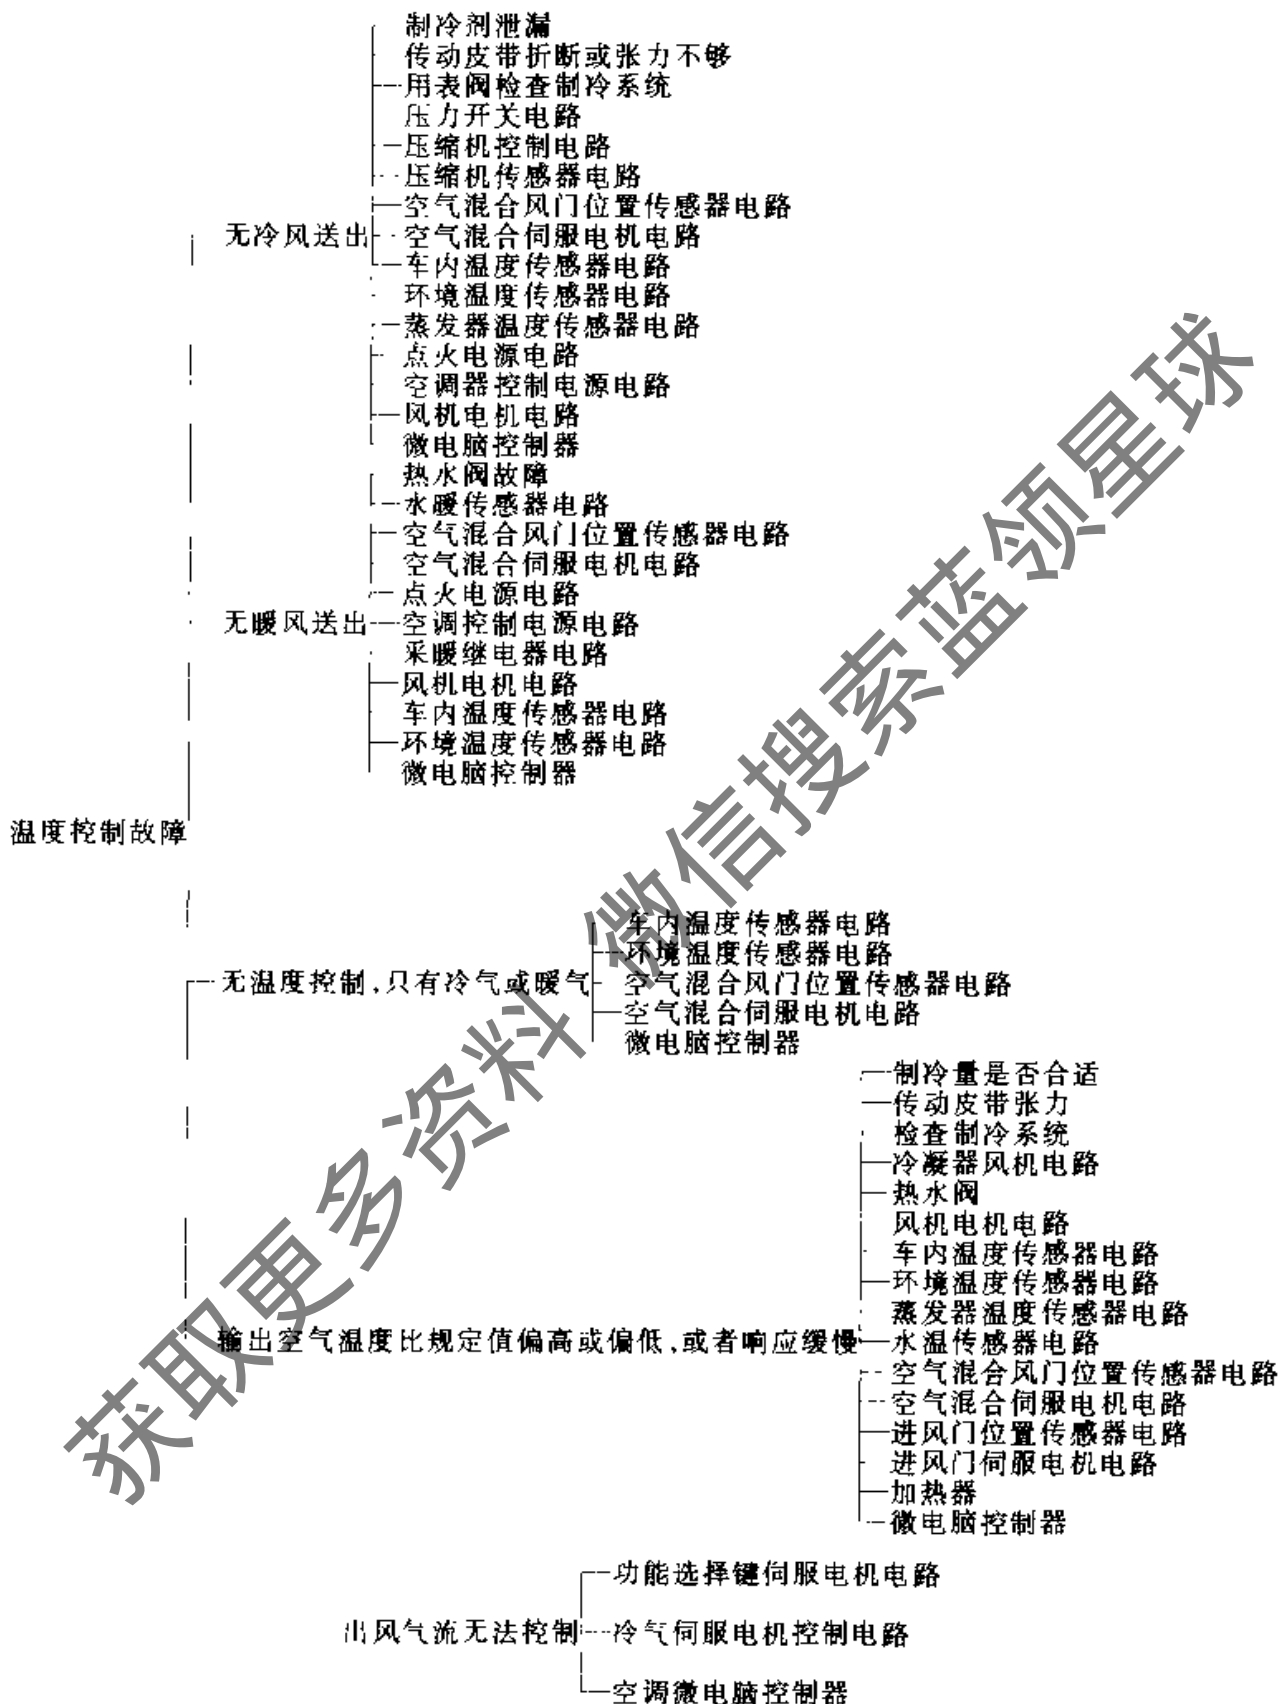 制冷剂泄漏
传动皮带折断或张力不够
用表阀检查制冷系统
压力开关电路
压缩机控制电路
压缩机传感器电路
空气混合风门位置传感器电路
无冷风送出
空气混合伺服电机电路
车内温度传感器电路
环境温度传感器电路
蒸发器温度传感器电路
点火电源电路
空调器控制电源电路
风机电机电路
微电脑控制器
热水阀故障
水暖传感器电路
空气混合风门位置传感器电路
空气混合伺服电机电路
点火电源电路
无暖风送出
空调控制电源电路
采暖继电器电路
风机电机电路
车内温度传感器电路
环境温度传感器电路
微电脑控制器
温度控制故障
车内温度传感器电路
环境温度传感器电路
无温度控制,只有冷气或暖气
空气混合风门位置传感器电路
空气混合伺服电机电路
微电脑控制器
制冷量是否合适
传动皮带张力
检查制冷系统
冷凝器风机电路
热水阀
风机电机电路
车内温度传感器电路
环境温度传感器电路
蒸发器温度传感器电路
输出空气温度比规定值偏高或偏低,或者响应缓慢
水温传感器电路
空气混合风门位置传感器电路
空气混合伺服电机电路
进风门位置传感器电路
进风门伺服电机电路
加热器
微电脑控制器
功能选择键伺服电机电路
出风气流无法控制
冷气伺服电机控制电路
空调微电脑控制器
获取更多资料 微信搜索蓝领星球